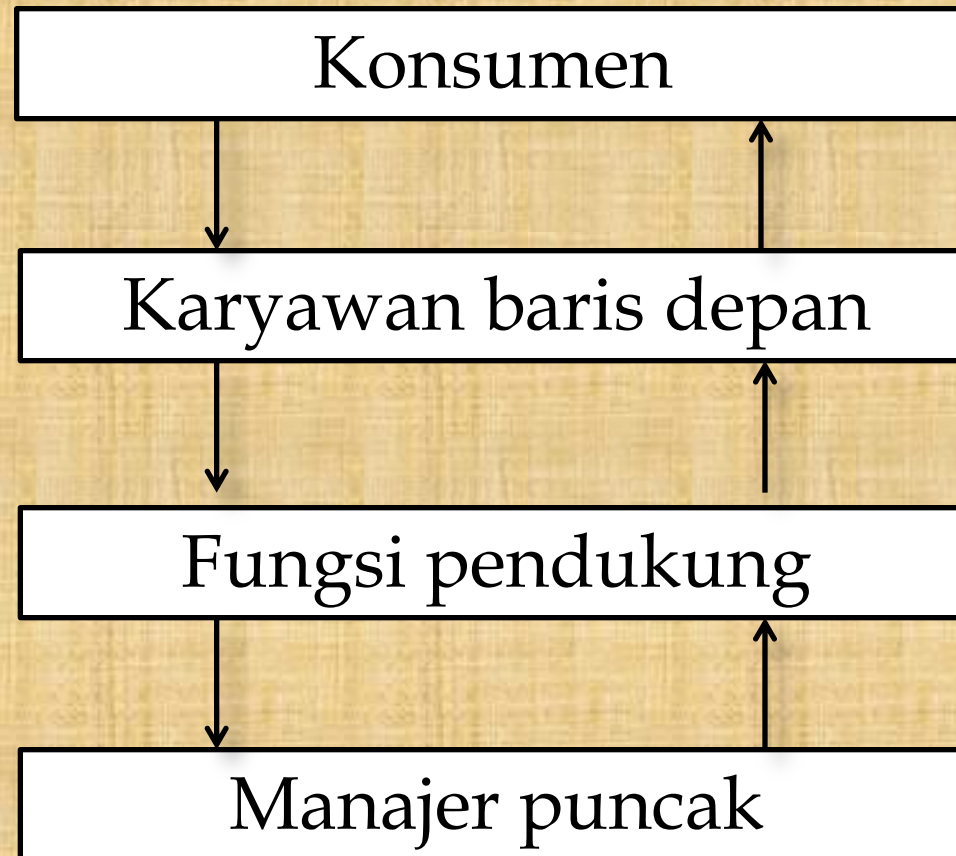 Konsumen
Karyawan baris depan
Fungsi pendukung
Manajer puncak